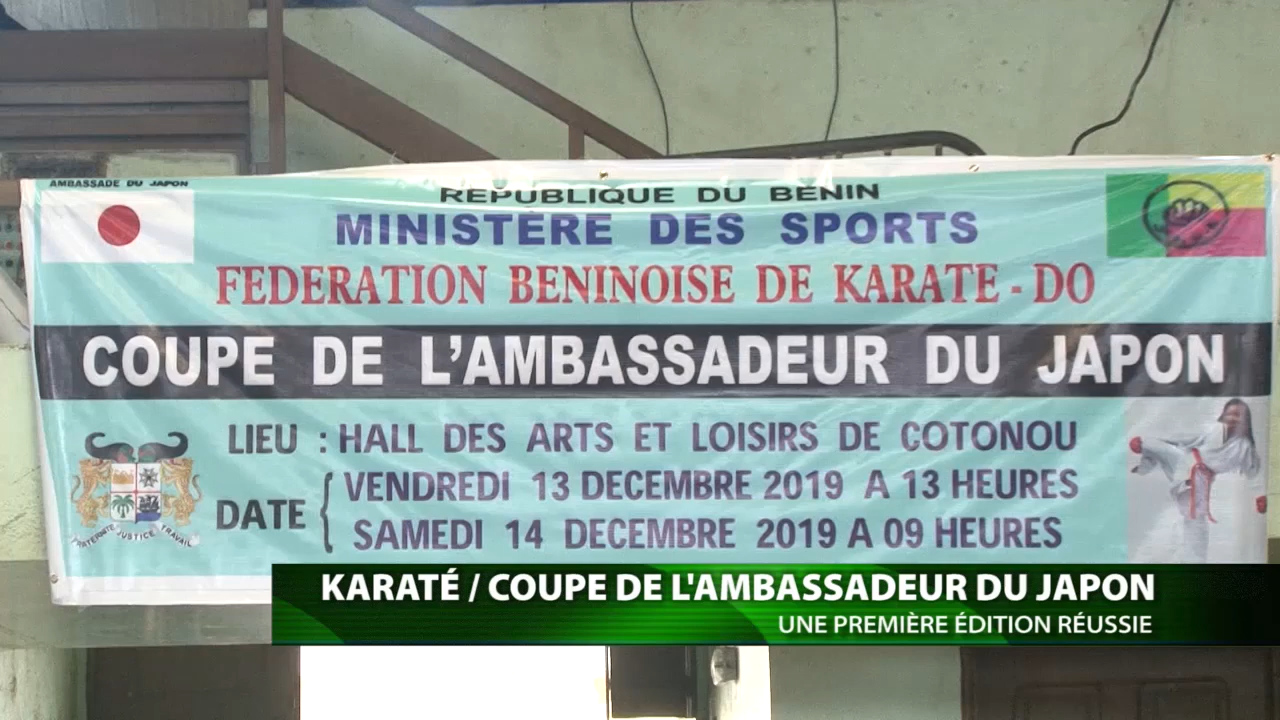 AMBASSADE DU JAPON
REPUBLIQUE DU BENIN
MINISTÈRE DES SPORTS
FEDERATION BENINOISE DE KARATE - DO
COUPE DE L'AMBASSADEUR DU JAPON
LIEU : HALL DES ARTS ET LOISIRS DE COTONOU
DATE { VENDREDI 13 DECEMBRE 2019 A 13 HEURES
SAMEDI 14 DECEMBRE 2019 A 09 HEURES
FRATERNITE JUSTICE TRAVAIL
KARATÉ / COUPE DE L'AMBASSADEUR DU JAPON
UNE PREMIÈRE ÉDITION RÉUSSIE